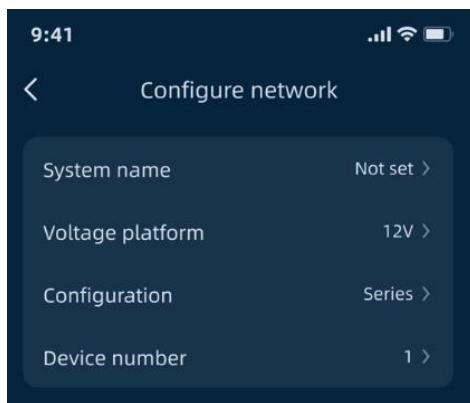 9:41
Configure network
System name Not set
Voltage platform 12V
Configuration Series
Device number 1